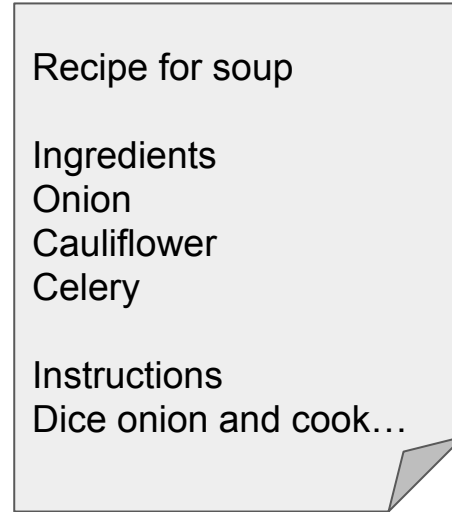 Recipe for soup
Ingredients
Onion
Cauliflower
Celery
Instructions
Dice onion and cook…